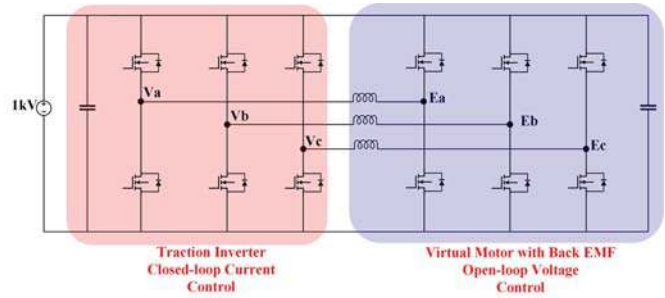 1kV
Va
Vb
Vc
Ea
Eb
Ec
Traction Inverter
Closed-loop Current
Control
Virtual Motor with Back EMF
Open-loop Voltage
Control